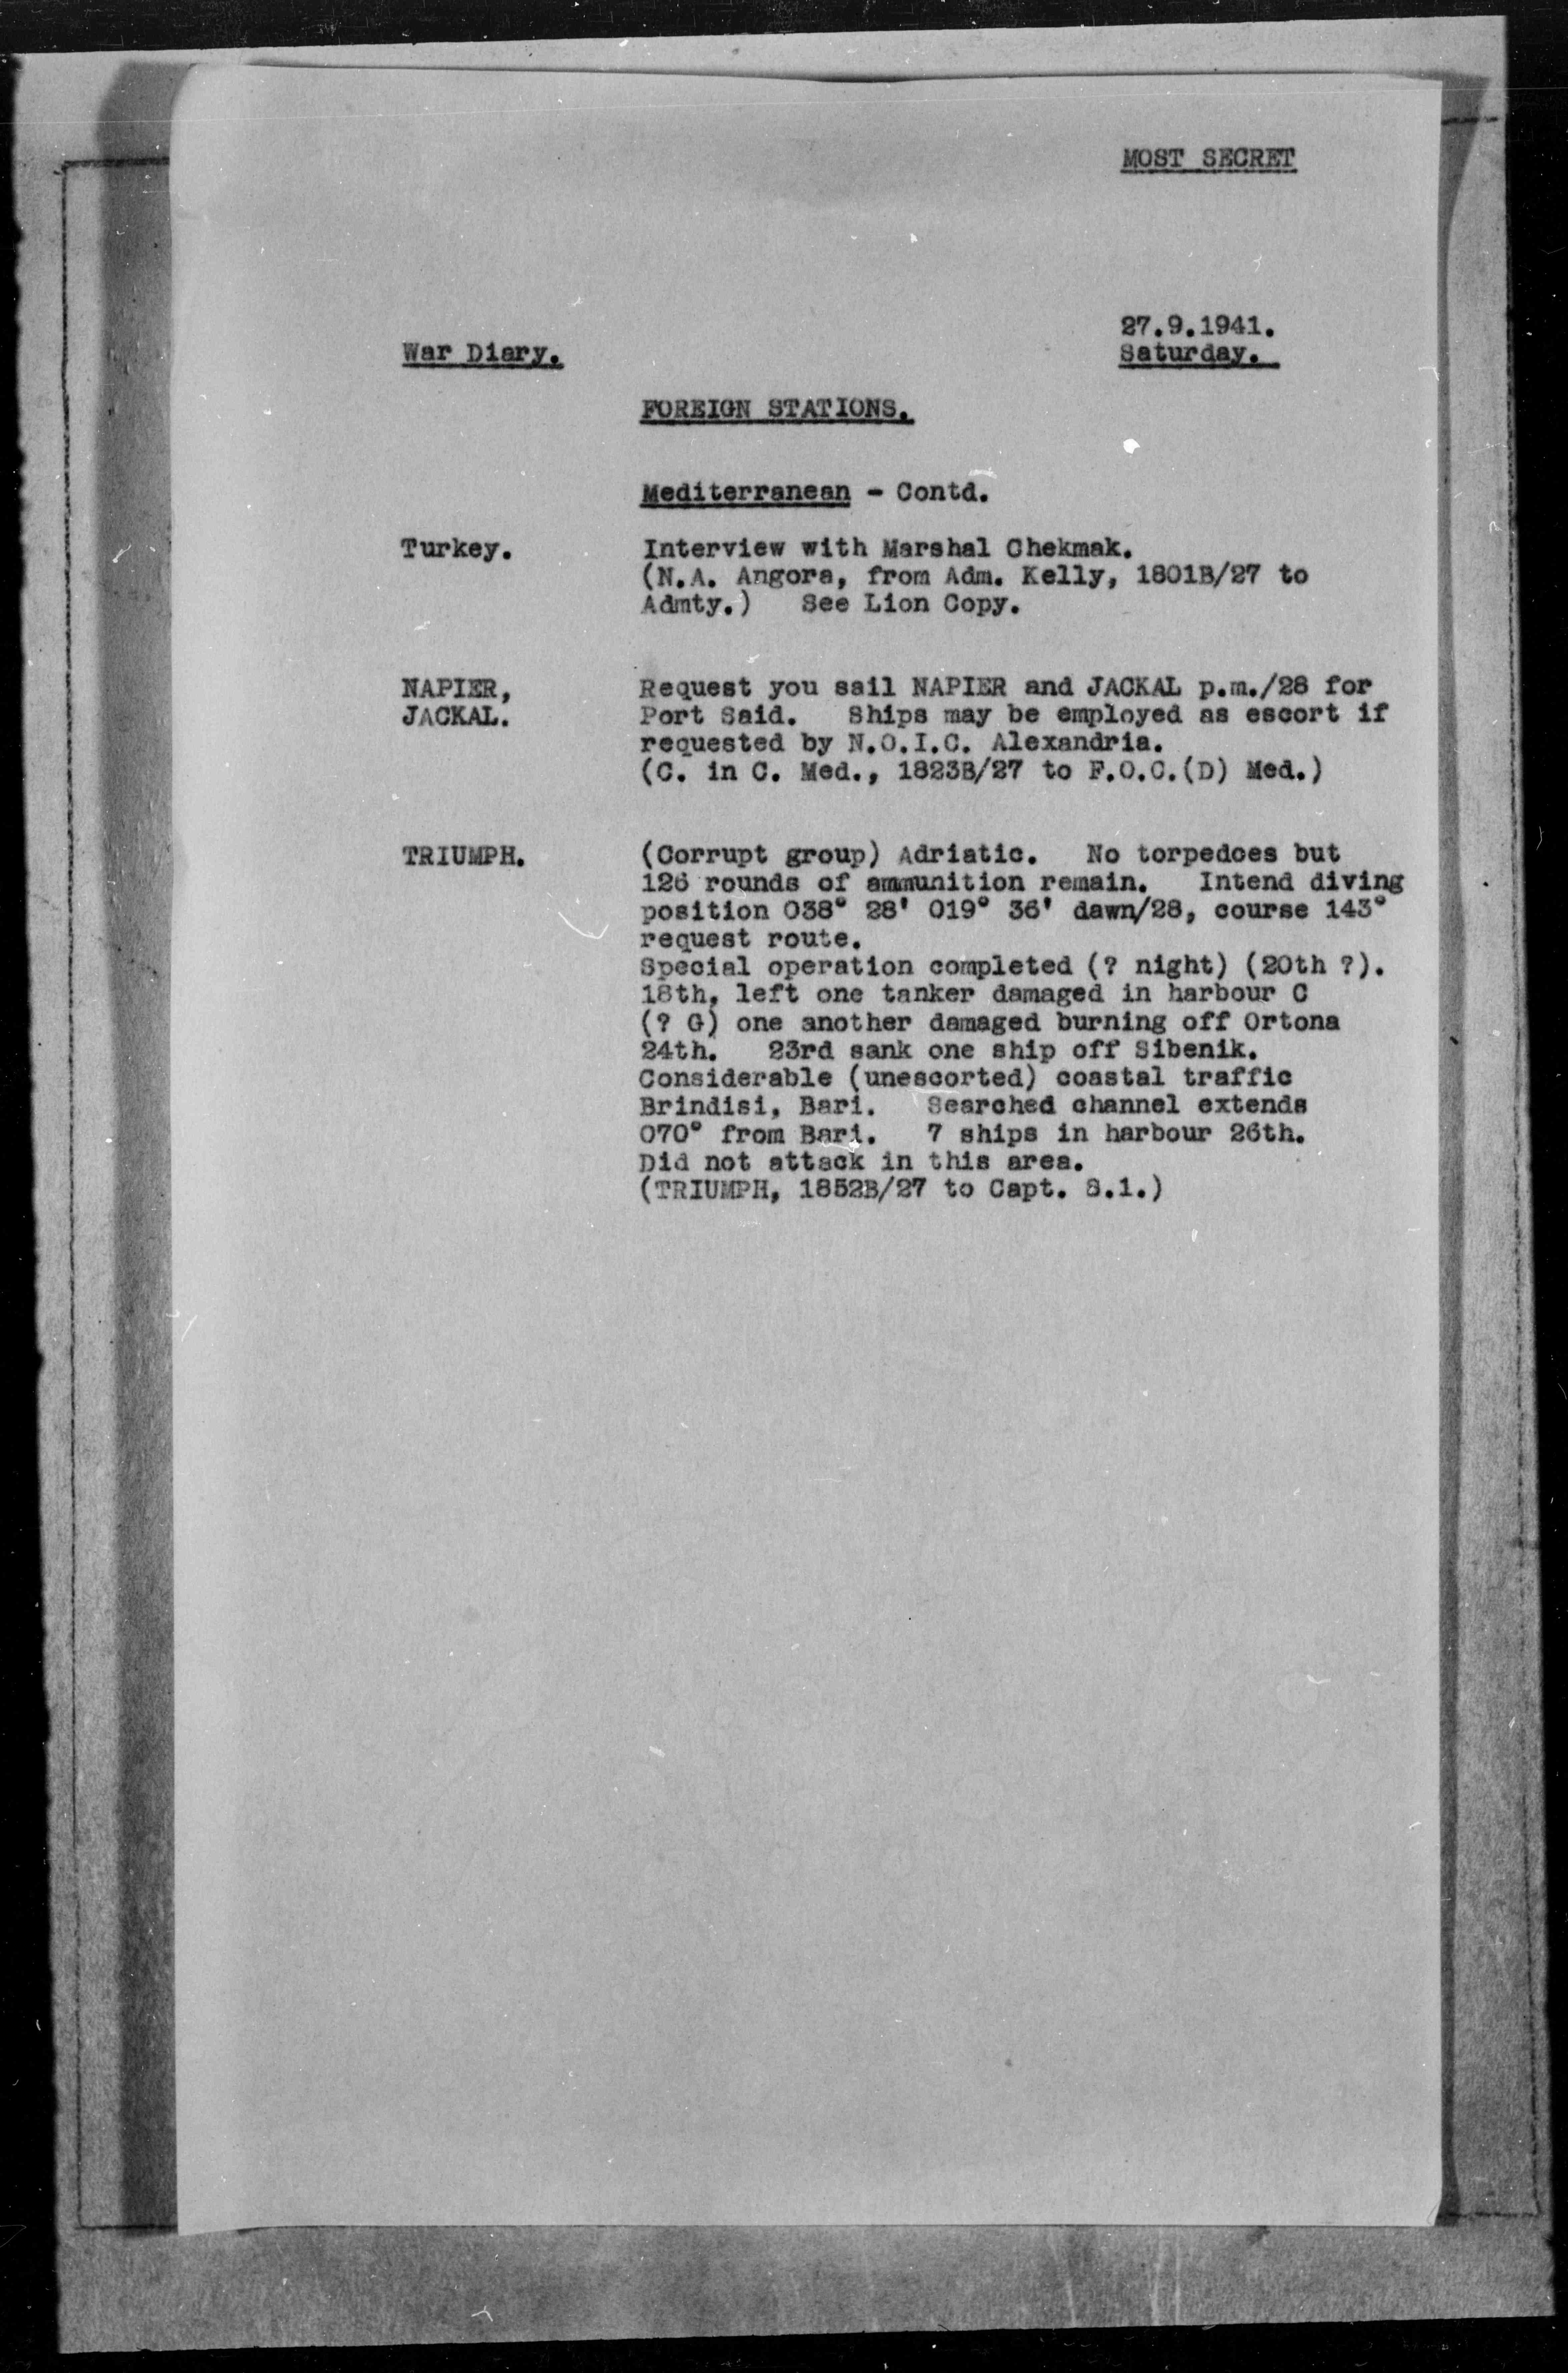 MOST SECRET
27.9.1941.
War Diary. Saturday.
FOREIGN STATIONS.
Mediterranean - Contd.
Turkey. Interview with Marshal Chekmak.
(N.A. Angora, from Adm. Kelly, 1801B/27 to
Admty.) See Lion Copy.
NAPIER, Request you sail NAPIER and JACKAL p.m./28 for
JACKAL. Port Said. Ships may be employed as escort if
requested by N.O.I.C. Alexandria.
(C. in C. Med., 1823B/27 to F.O.C.(D) Med.)
TRIUMPH. (Corrupt group) Adriatic. No torpedoes but
126 rounds of ammunition remain. Intend diving
position 038° 28' 019° 36' dawn/28, course 143°
request route.
Special operation completed (? night) (20th ?).
18th, left one tanker damaged in harbour C
(? G) one another damaged burning off Ortona
24th. 23rd sank one ship off Sibenik.
Considerable (unescorted) coastal traffic
Brindisi, Bari. Searched channel extends
070° from Bari. 7 ships in harbour 26th.
Did not attack in this area.
(TRIUMPH, 1852B/27 to Capt. S.1.)